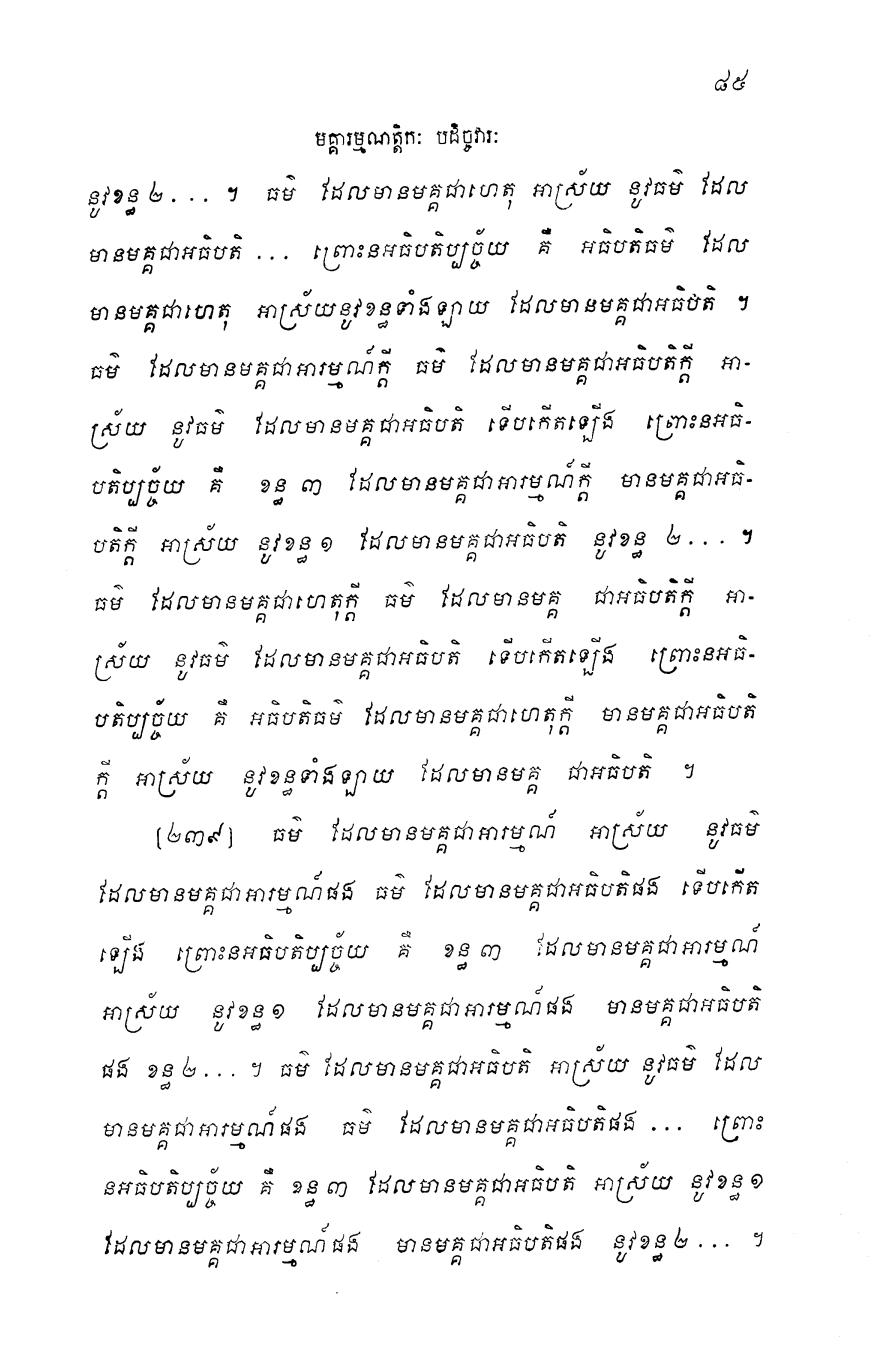 ៨៥
មគ្គារម្មណត្តិកៈ បដិច្ចវារៈ
នូវខន្ធ ២ . . . ។ ធម៌ ដែលមានមគ្គជាហេតុ អាស្រ័យ នូវធម៌ ដែល
មានមគ្គជាអធិបតិ . . . ព្រោះនអធិបតិប្បច្ច័យ គឺ អធិបតិធម៌ ដែល
មានមគ្គជាហេតុ អាស្រ័យនូវខន្ធទាំងឡាយ ដែលមានមគ្គជាអធិបតិ ។
ធម៌ ដែលមានមគ្គជាអារម្មណ៍ក្តី ធម៌ ដែលមានមគ្គជាអធិបតិក្តី អា-
ស្រ័យ នូវធម៌ ដែលមានមគ្គជាអធិបតិ ទើបកើតឡើង ព្រោះនអធិ-
បតិប្បច្ច័យ គឺ ខន្ធ ៣ ដែលមានមគ្គជាអារម្មណ៍ក្តី មានមគ្គជាអធិ-
បតិក្តី អាស្រ័យ នូវខន្ធ ១ ដែលមានមគ្គជាអធិបតិ នូវខន្ធ ២ . . . ។
ធម៌ ដែលមានមគ្គជាហេតុក្តី ធម៌ ដែលមានមគ្គ ជាអធិបតិក្តី អា-
ស្រ័យ នូវធម៌ ដែលមានមគ្គជាអធិបតិ ទើបកើតឡើង ព្រោះនអធិ-
បតិប្បច្ច័យ គឺ អធិបតិធម៌ ដែលមានមគ្គជាហេតុក្តី មានមគ្គជាអធិបតិ
ក្តី អាស្រ័យ នូវខន្ធទាំងឡាយ ដែលមានមគ្គ ជាអធិបតិ ។
[២៣៩] ធម៌ ដែលមានមគ្គជាអារម្មណ៍ អាស្រ័យ នូវធម៌
ដែលមានមគ្គជាអារម្មណ៍ផង ធម៌ ដែលមានមគ្គជាអធិបតិផង ទើបកើត
ឡើង ព្រោះនអធិបតិប្បច្ច័យ គឺ ខន្ធ ៣ ដែលមានមគ្គជាអារម្មណ៍
អាស្រ័យ នូវខន្ធ ១ ដែលមានមគ្គជាអារម្មណ៍ផង មានមគ្គជាអធិបតិ
ផង ខន្ធ ២ . . . ។ ធម៌ ដែលមានមគ្គជាអធិបតិ អាស្រ័យ នូវធម៌ ដែល
មានមគ្គជាអារម្មណ៍ផង ធម៌ ដែលមានមគ្គជាអធិបតិផង . . . ព្រោះ
នអធិបតិប្បច្ច័យ គឺ ខន្ធ ៣ ដែលមានមគ្គជាអធិបតិ អាស្រ័យ នូវខន្ធ ១
ដែលមានមគ្គជាអារម្មណ៍ផង មានមគ្គជាអធិបតិផង នូវខន្ធ ២ . . . ។